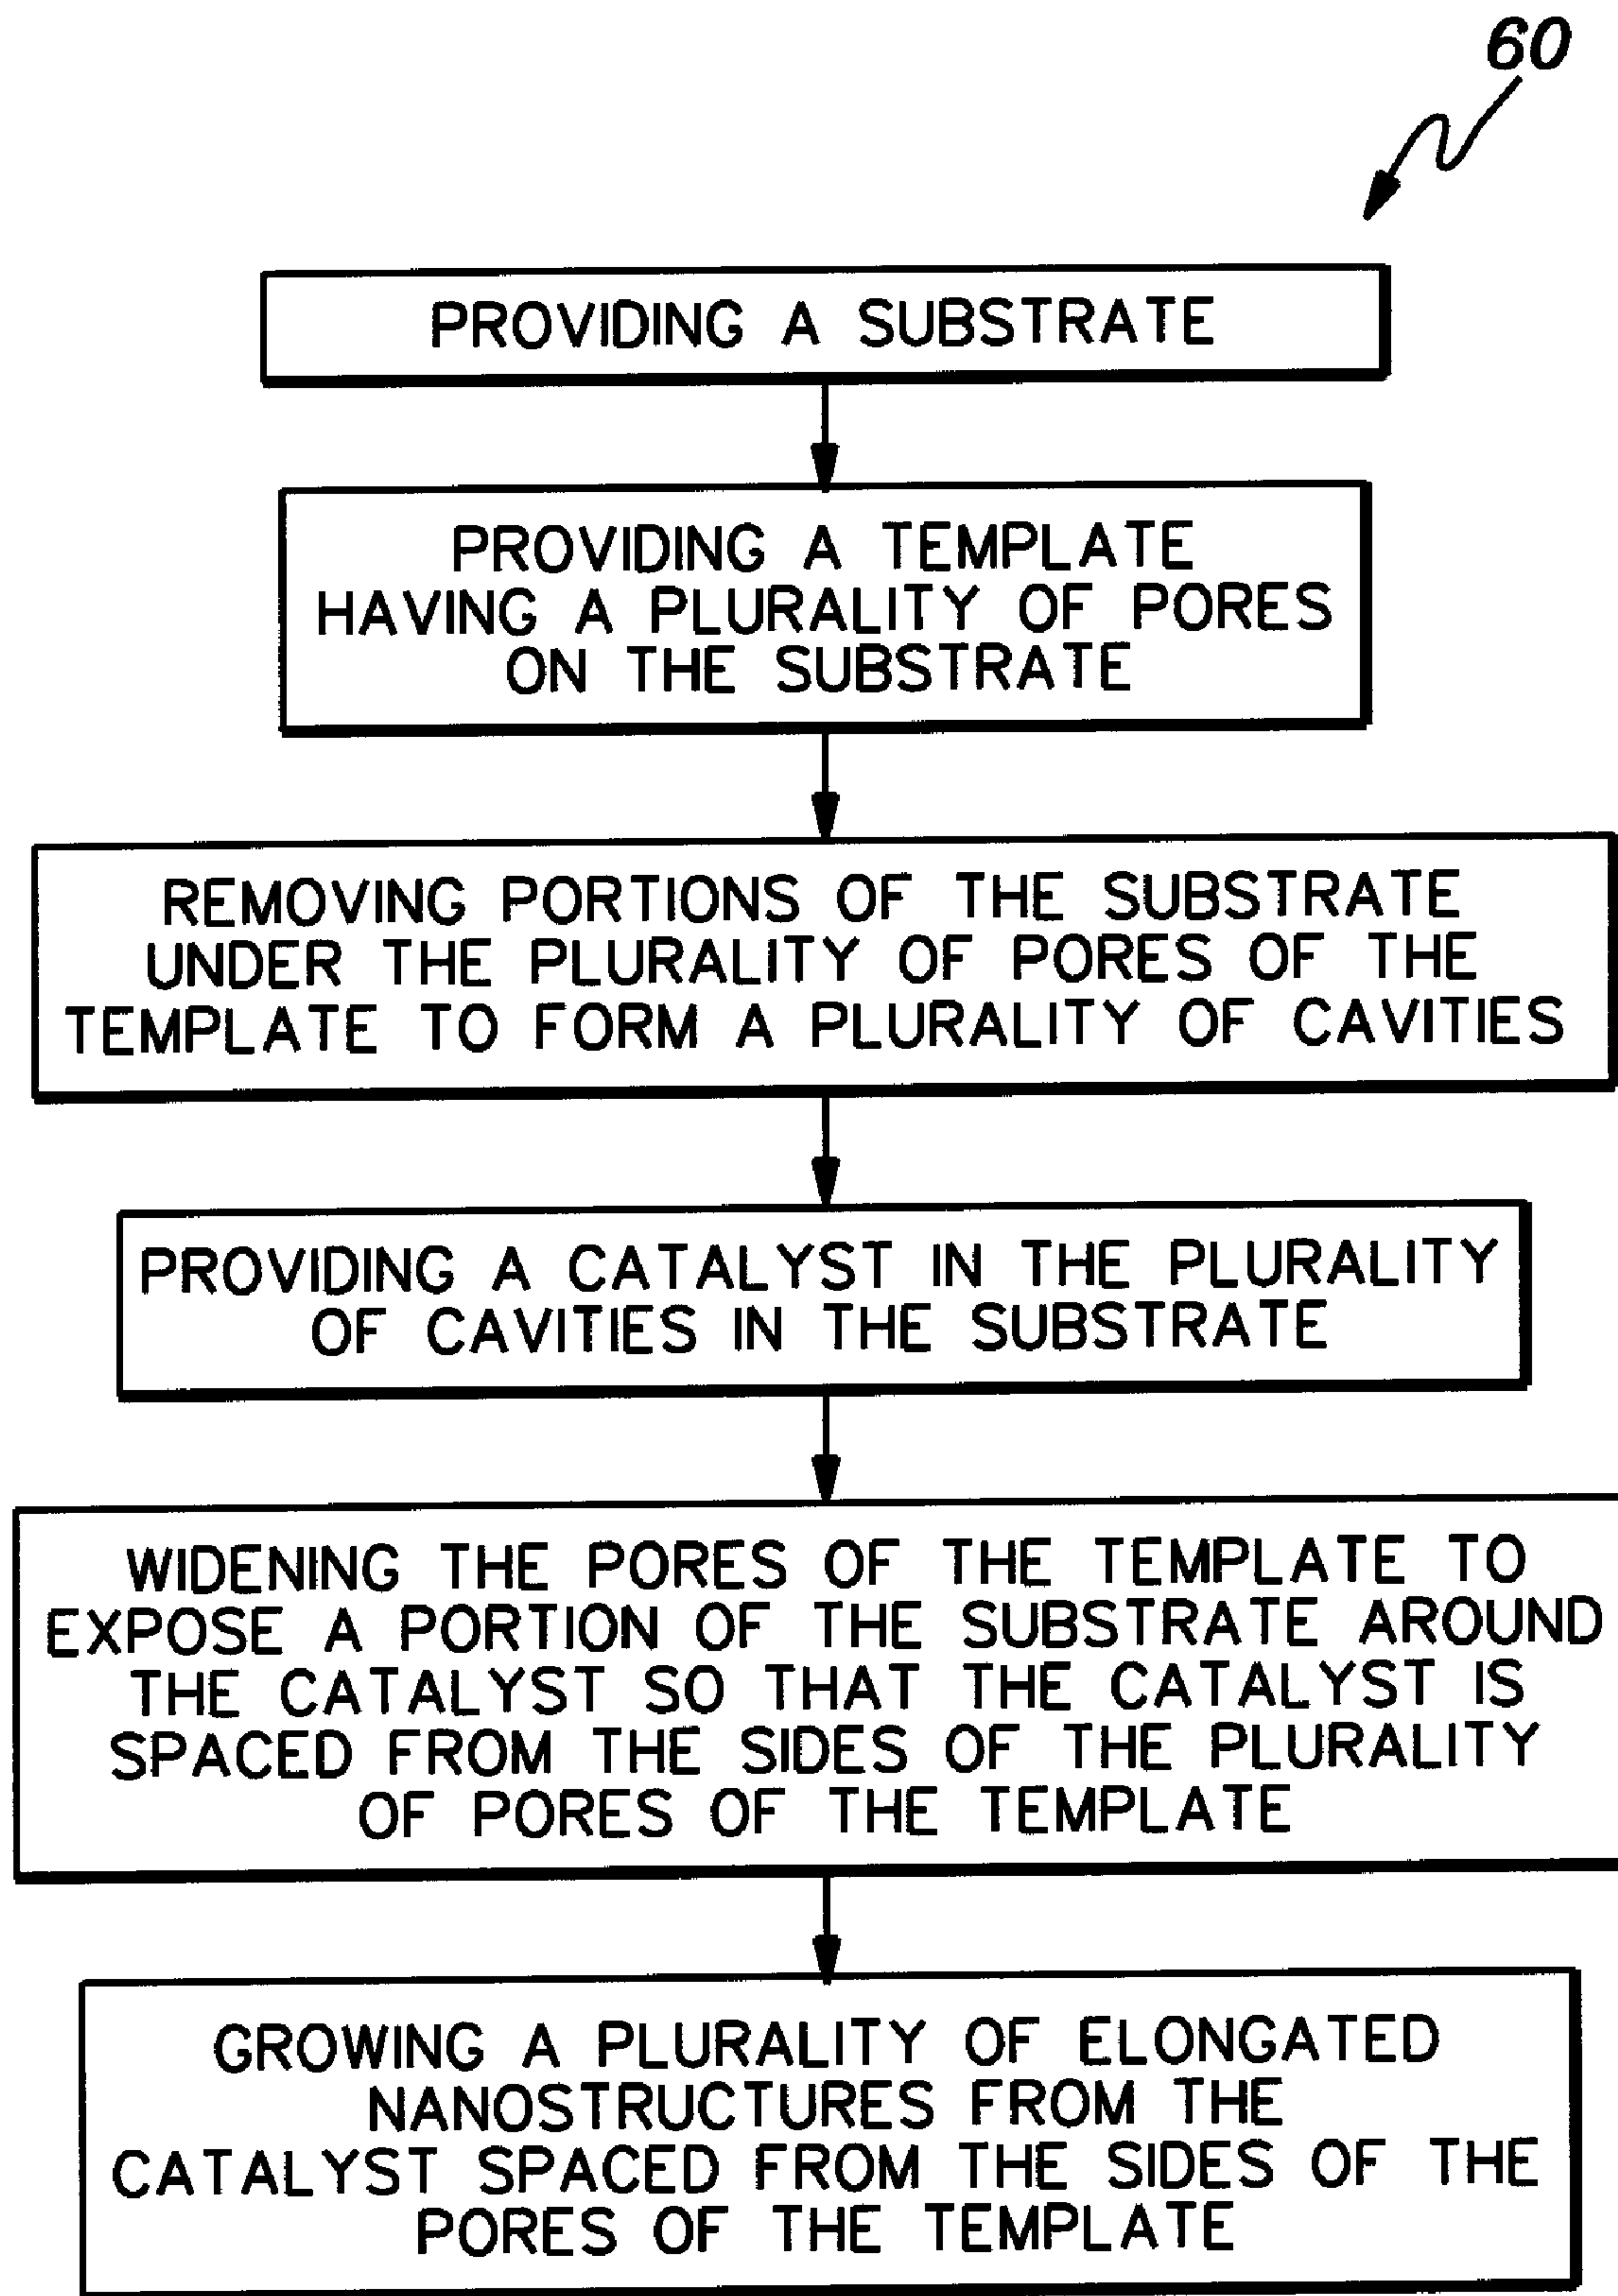 60
PROVIDING A SUBSTRATE
PROVIDING A TEMPLATE
HAVING A PLURALITY OF PORES
ON THE SUBSTRATE
REMOVING PORTIONS OF THE SUBSTRATE
UNDER THE PLURALITY OF PORES OF THE
TEMPLATE TO FORM A PLURALITY OF CAVITIES
PROVIDING A CATALYST IN THE PLURALITY
OF CAVITIES IN THE SUBSTRATE
WIDENING THE PORES OF THE TEMPLATE TO
EXPOSE A PORTION OF THE SUBSTRATE AROUND
THE CATALYST SO THAT THE CATALYST IS
SPACED FROM THE SIDES OF THE PLURALITY
OF PORES OF THE TEMPLATE
GROWING A PLURALITY OF ELONGATED
NANOSTRUCTURES FROM THE
CATALYST SPACED FROM THE SIDES OF THE
PORES OF THE TEMPLATE